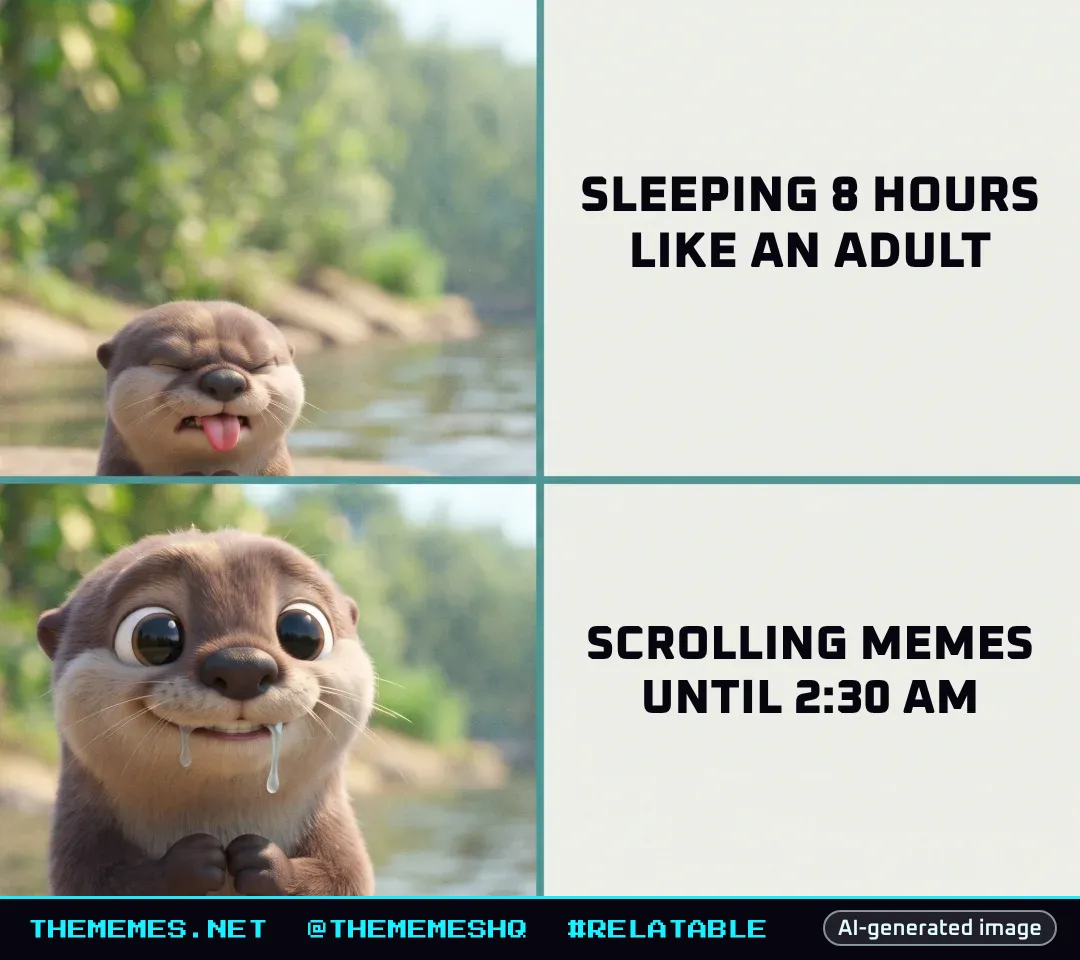 SLEEPING 8 HOURS
LIKE AN ADULT
SCROLLING MEMES
UNTIL 2:30 AM
THEMEMES.NET @THEMEMESHQ #RELATABLE AI-generated image